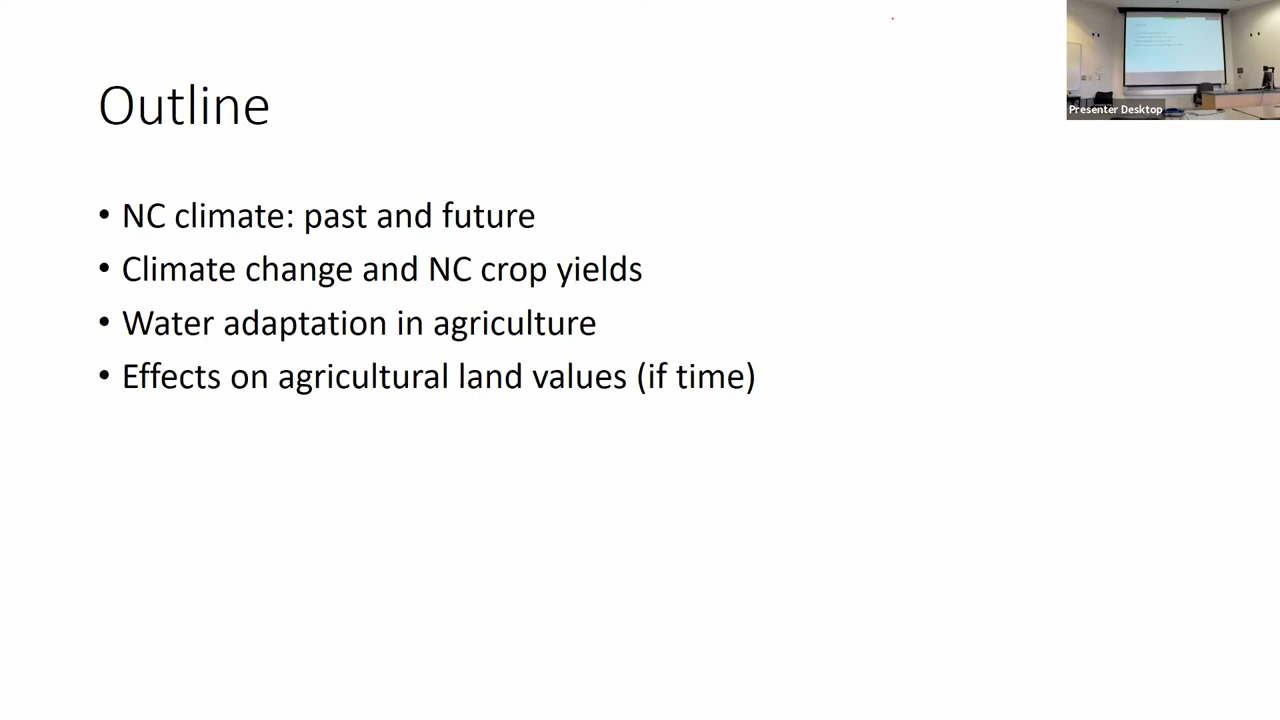 Outline
• NC climate: past and future
• Climate change and NC crop yields
• Water adaptation in agriculture
• Effects on agricultural land values (if time)
Presenter Desktop